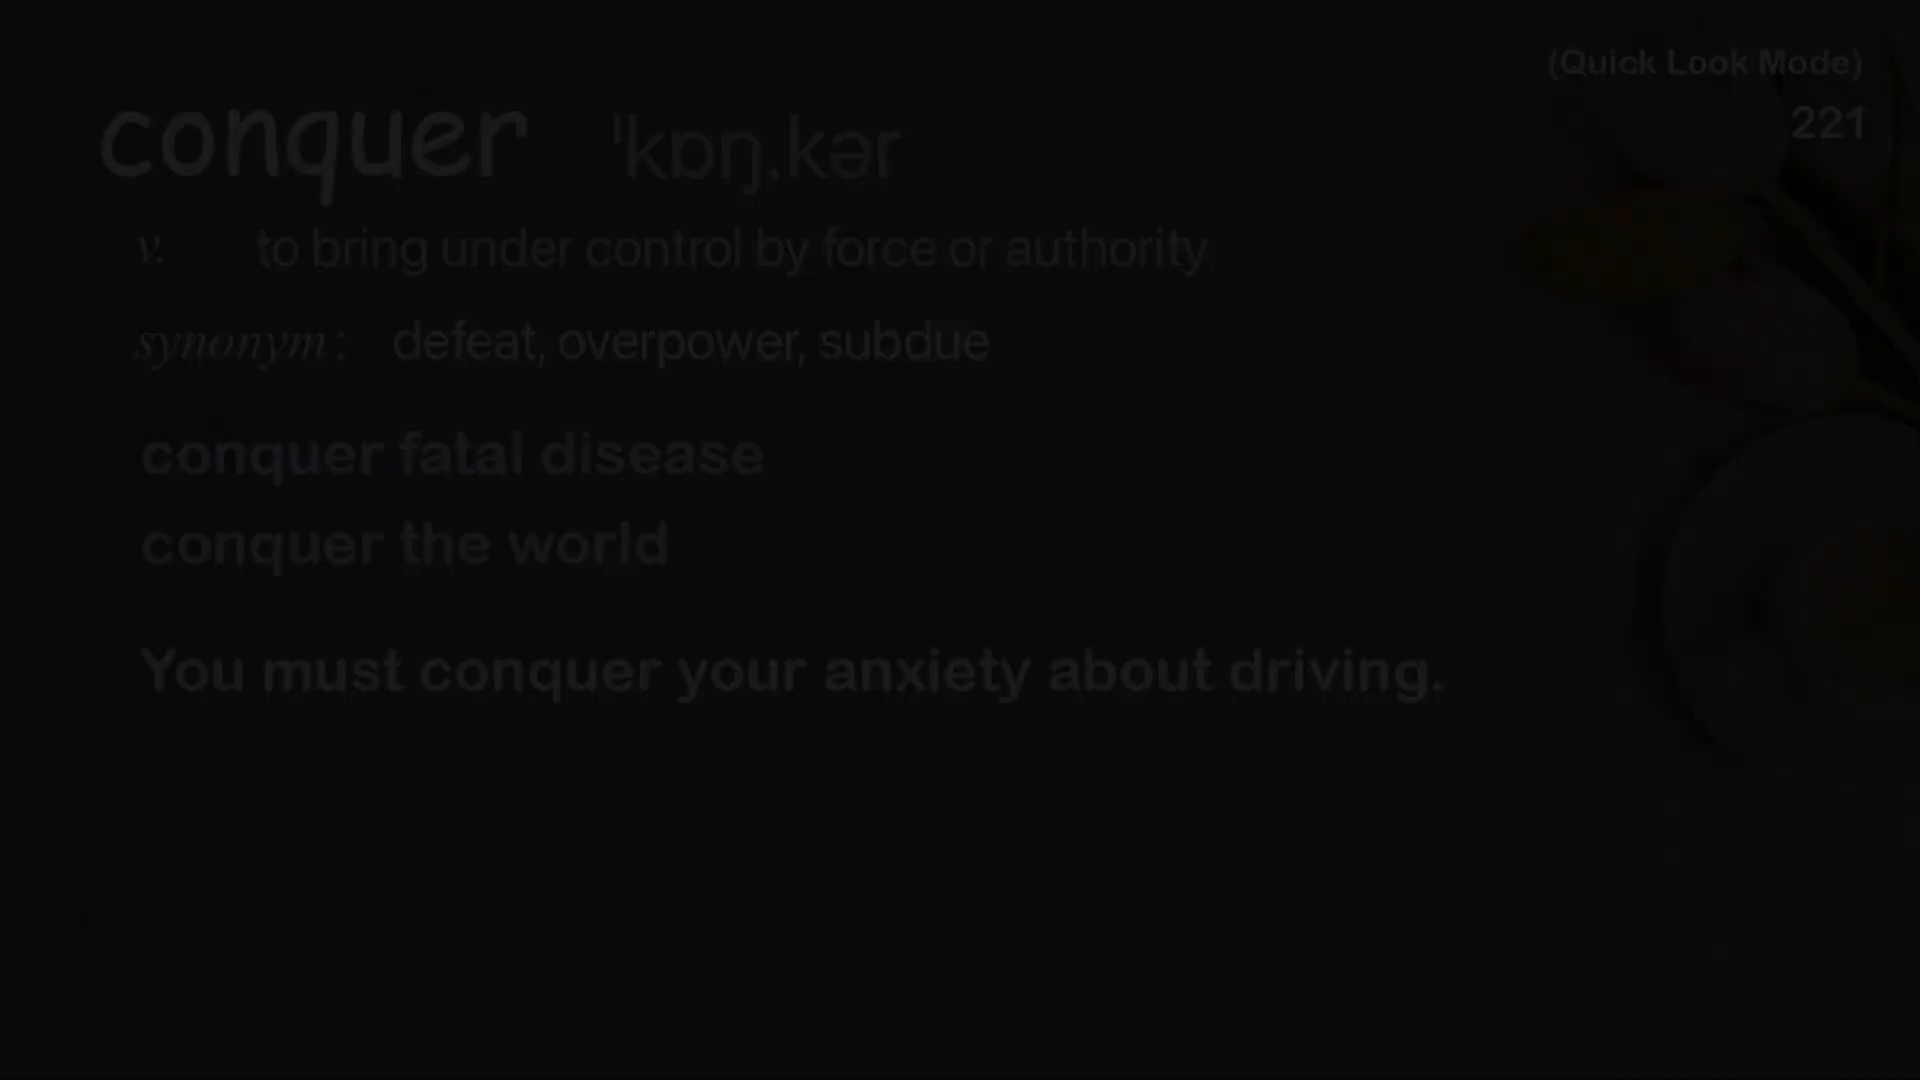 (Quick Look Mode)
221
conquer ˈkɒŋ.kər
v. to bring under control by force or authority
synonym: defeat, overpower, subdue
conquer fatal disease
conquer the world
You must conquer your anxiety about driving.